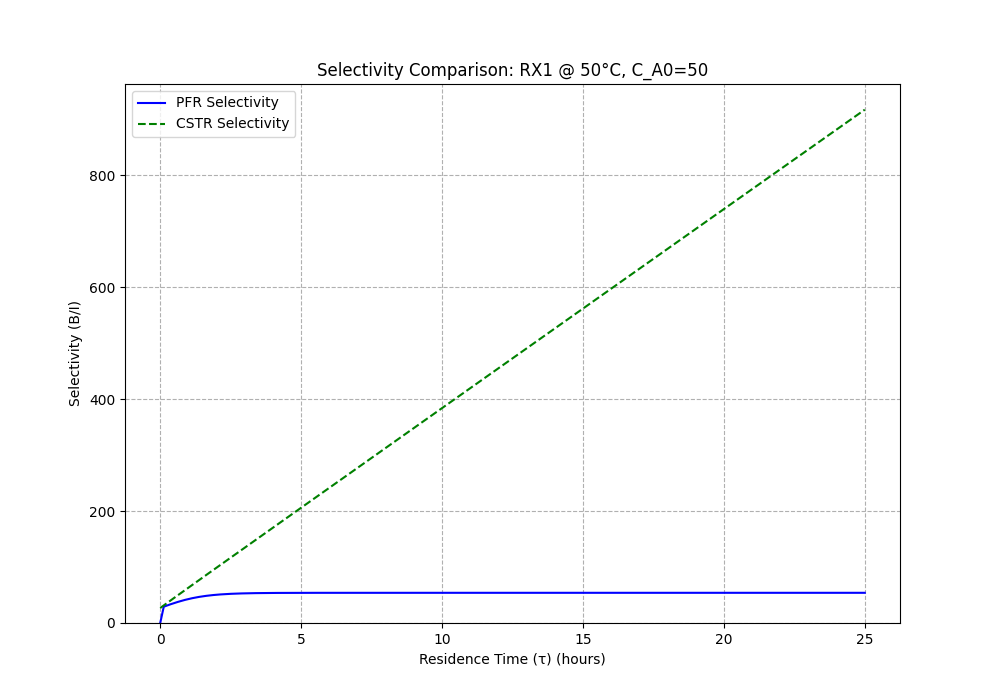 Selectivity Comparison: RX1 @ 50°C, C_A0=50
PFR Selectivity
CSTR Selectivity
Selectivity (B/I)
800
600
400
200
0
0 5 10 15 20 25
Residence Time (τ) (hours)